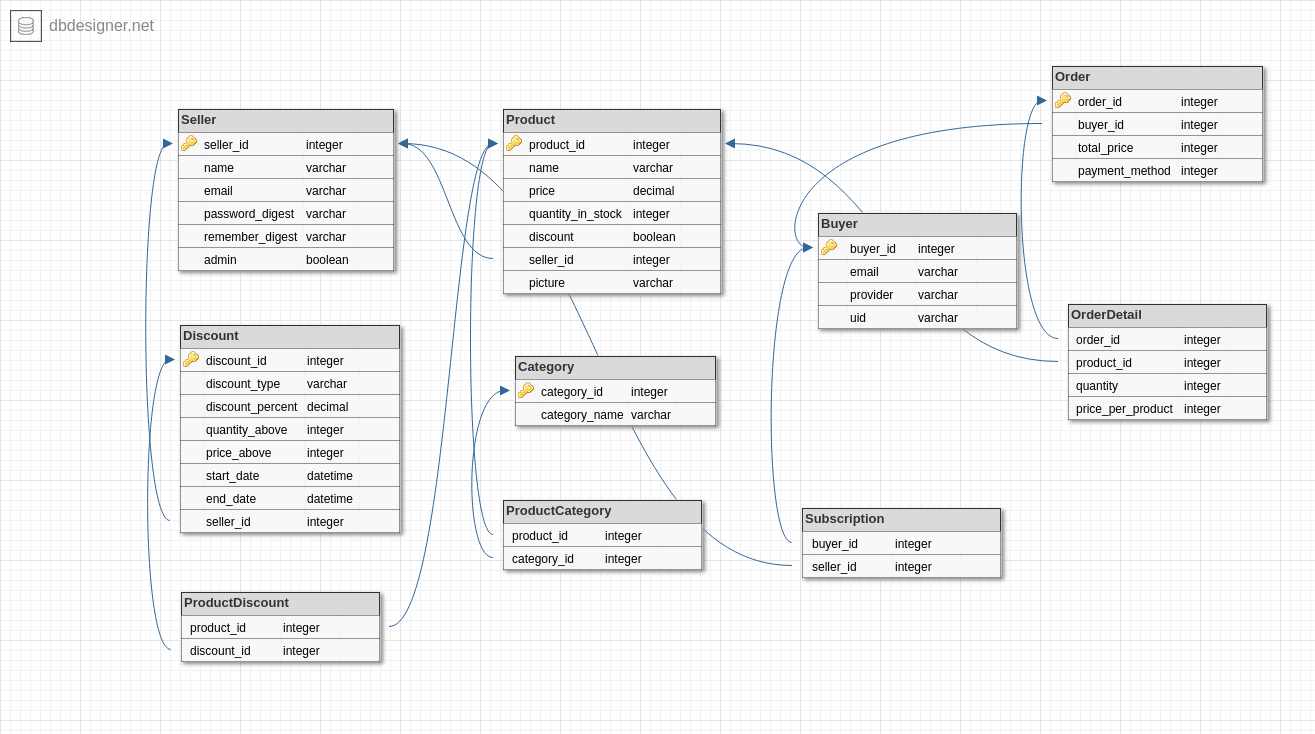 dbdesigner.net
Seller
seller_id integer
name varchar
email varchar
password_digest varchar
remember_digest varchar
admin boolean
Product
product_id integer
name varchar
price decimal
quantity_in_stock integer
discount boolean
seller_id integer
picture varchar
Order
order_id integer
buyer_id integer
total_price integer
payment_method integer
Buyer
buyer_id integer
email varchar
provider varchar
uid varchar
OrderDetail
order_id integer
product_id integer
quantity integer
price_per_product integer
Discount
discount_id integer
discount_type varchar
discount_percent decimal
quantity_above integer
price_above integer
start_date datetime
end_date datetime
seller_id integer
Category
category_id integer
category_name varchar
ProductCategory
product_id integer
category_id integer
Subscription
buyer_id integer
seller_id integer
ProductDiscount
product_id integer
discount_id integer